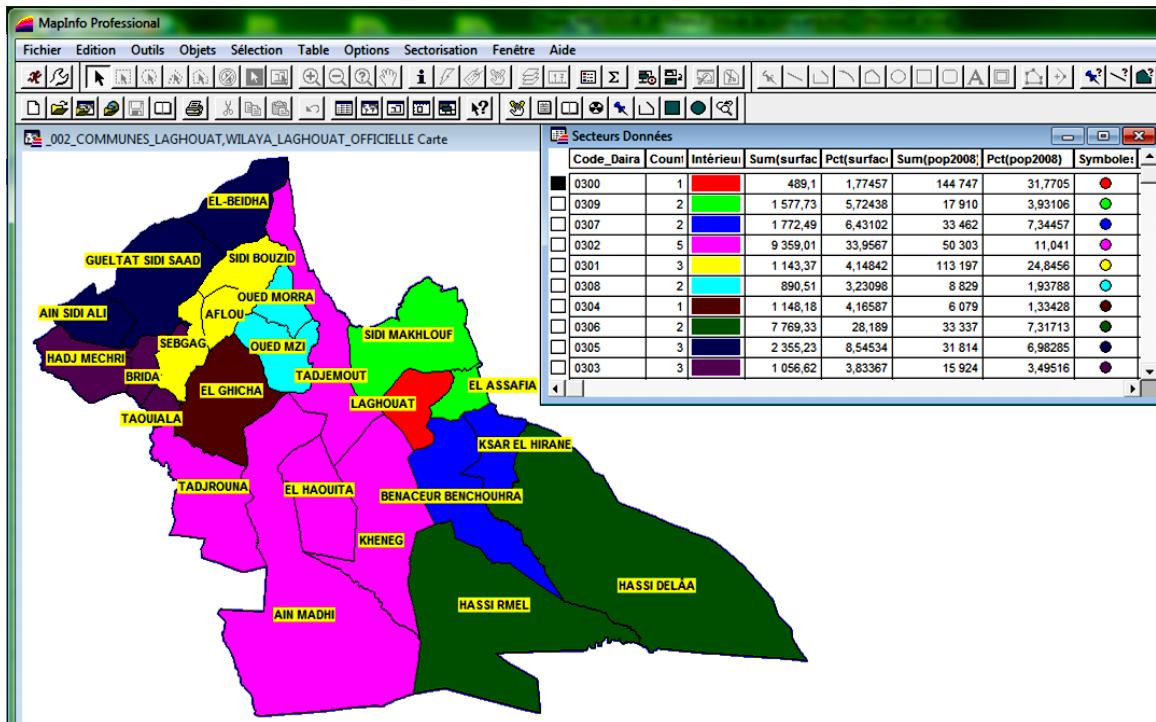 MapInfo Professional
Fichier Edition Outils Objets Sélection Table Options Sectorisation Fenêtre Aide
_002_COMMUNES_LAGHOUAT,WILAYA_LAGHOUAT_OFFICIELLE Carte
Secteurs Données
Code_Daira Count Intérieur Sum(surfac Pct(surfac Sum(pop2008) Pct(pop2008) Symboles
0300 1 489,1 1,77457 144 747 31,7705
0309 2 1 577,73 5,72438 17 910 3,93106
0307 2 1 772,49 6,43102 33 462 7,34457
0302 5 9 359,01 33,9567 50 303 11,041
0301 3 1 143,37 4,14842 113 197 24,8456
0308 2 890,51 3,23098 8 829 1,93788
0304 1 1 148,18 4,16587 6 079 1,33428
0306 2 7 769,33 28,189 33 337 7,31713
0305 3 2 355,23 8,54534 31 814 6,98285
0303 3 1 056,62 3,83367 15 924 3,49516
EL-BEIDHA
GUELTAT SIDI SAAD
SIDI BOUZID
OUED MORRA
AIN SIDI ALI
AFLOU
SIDI MAKHLOUF
SEBGAG
OUED MZI
HADJ MECHRI
BRIDA
TADJEMOUT
EL GHICHA
EL ASSAFIA
LAGHOUAT
TAOUIALA
KSAR EL HIRANE
TADJROUNA
EL HAOUITA
BENACEUR BENCHOUHRA
KHENEG
HASSI DELÂA
HASSI RMEL
AIN MADHI